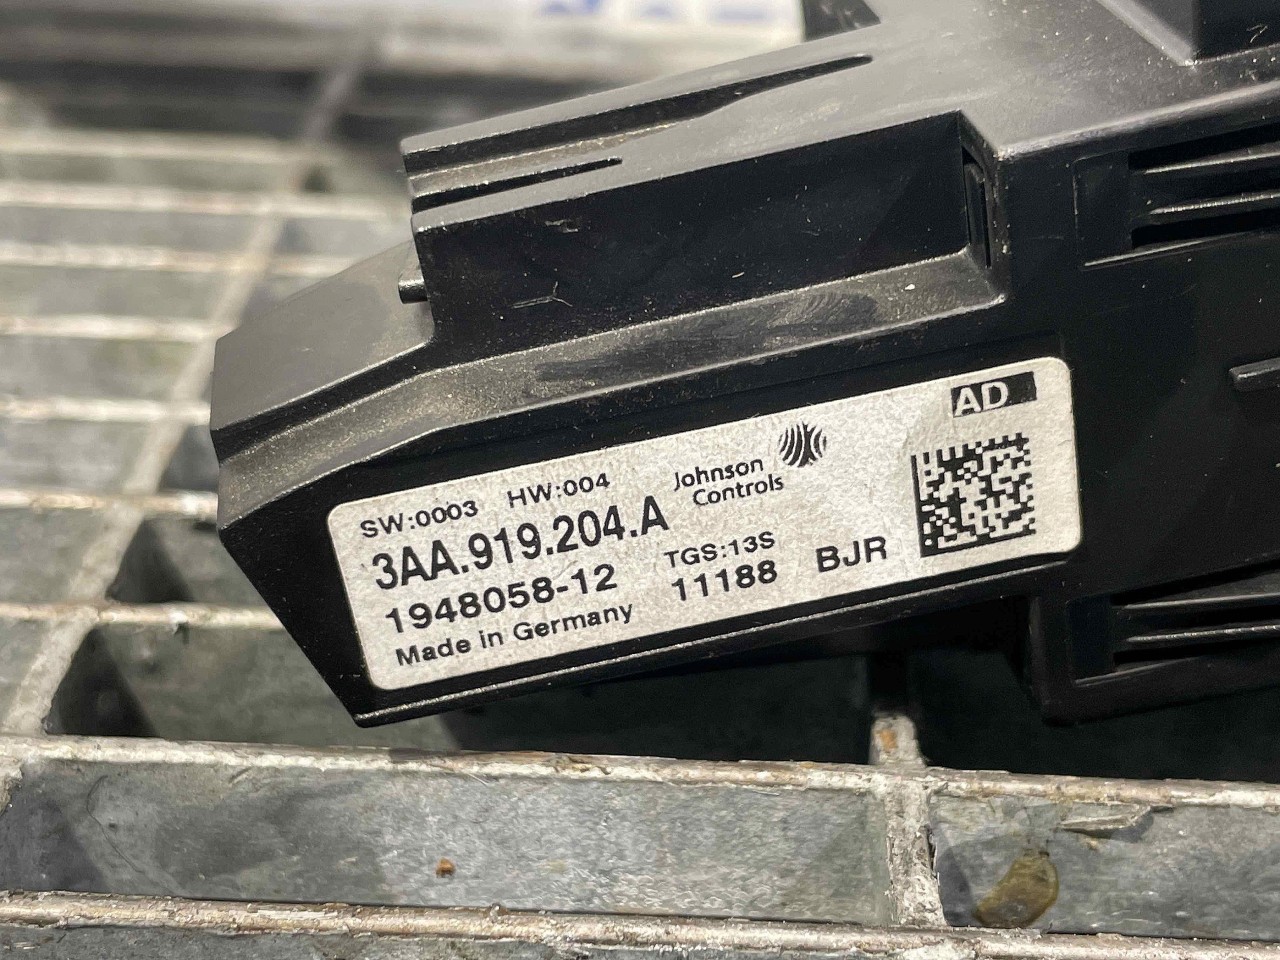 AD
SW:0003 HW:004
Johnson
Controls
3AA.919.204.A
TGS:13S
1948058-12
11188
BJR
Made in Germany